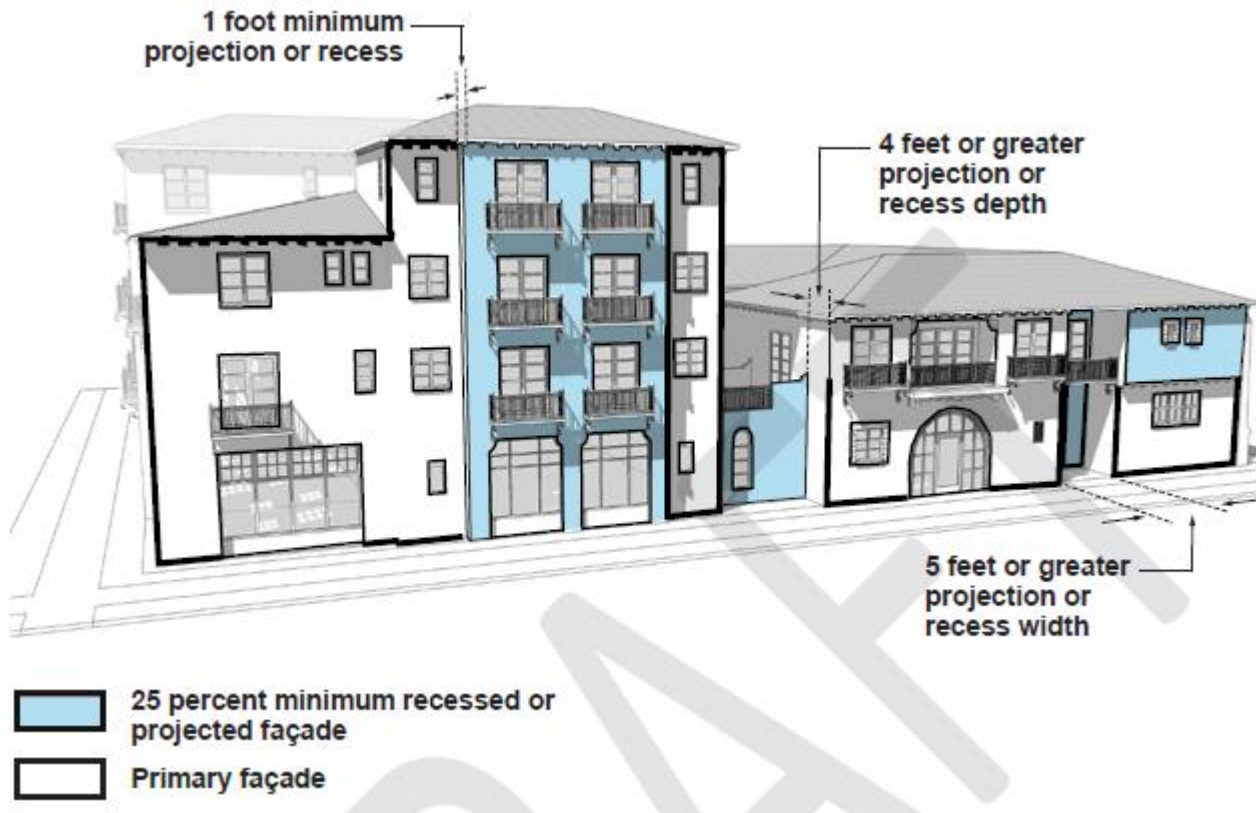 1 foot minimum
projection or recess
4 feet or greater
projection or
recess depth
5 feet or greater
projection or
recess width
25 percent minimum recessed or
projected façade
Primary façade
DRAFT